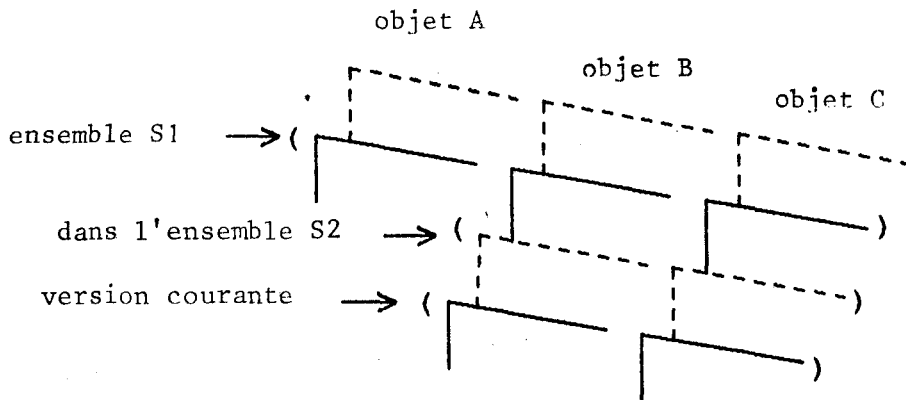 objet A
objet B
objet C
ensemble S1
dans l'ensemble S2
version courante